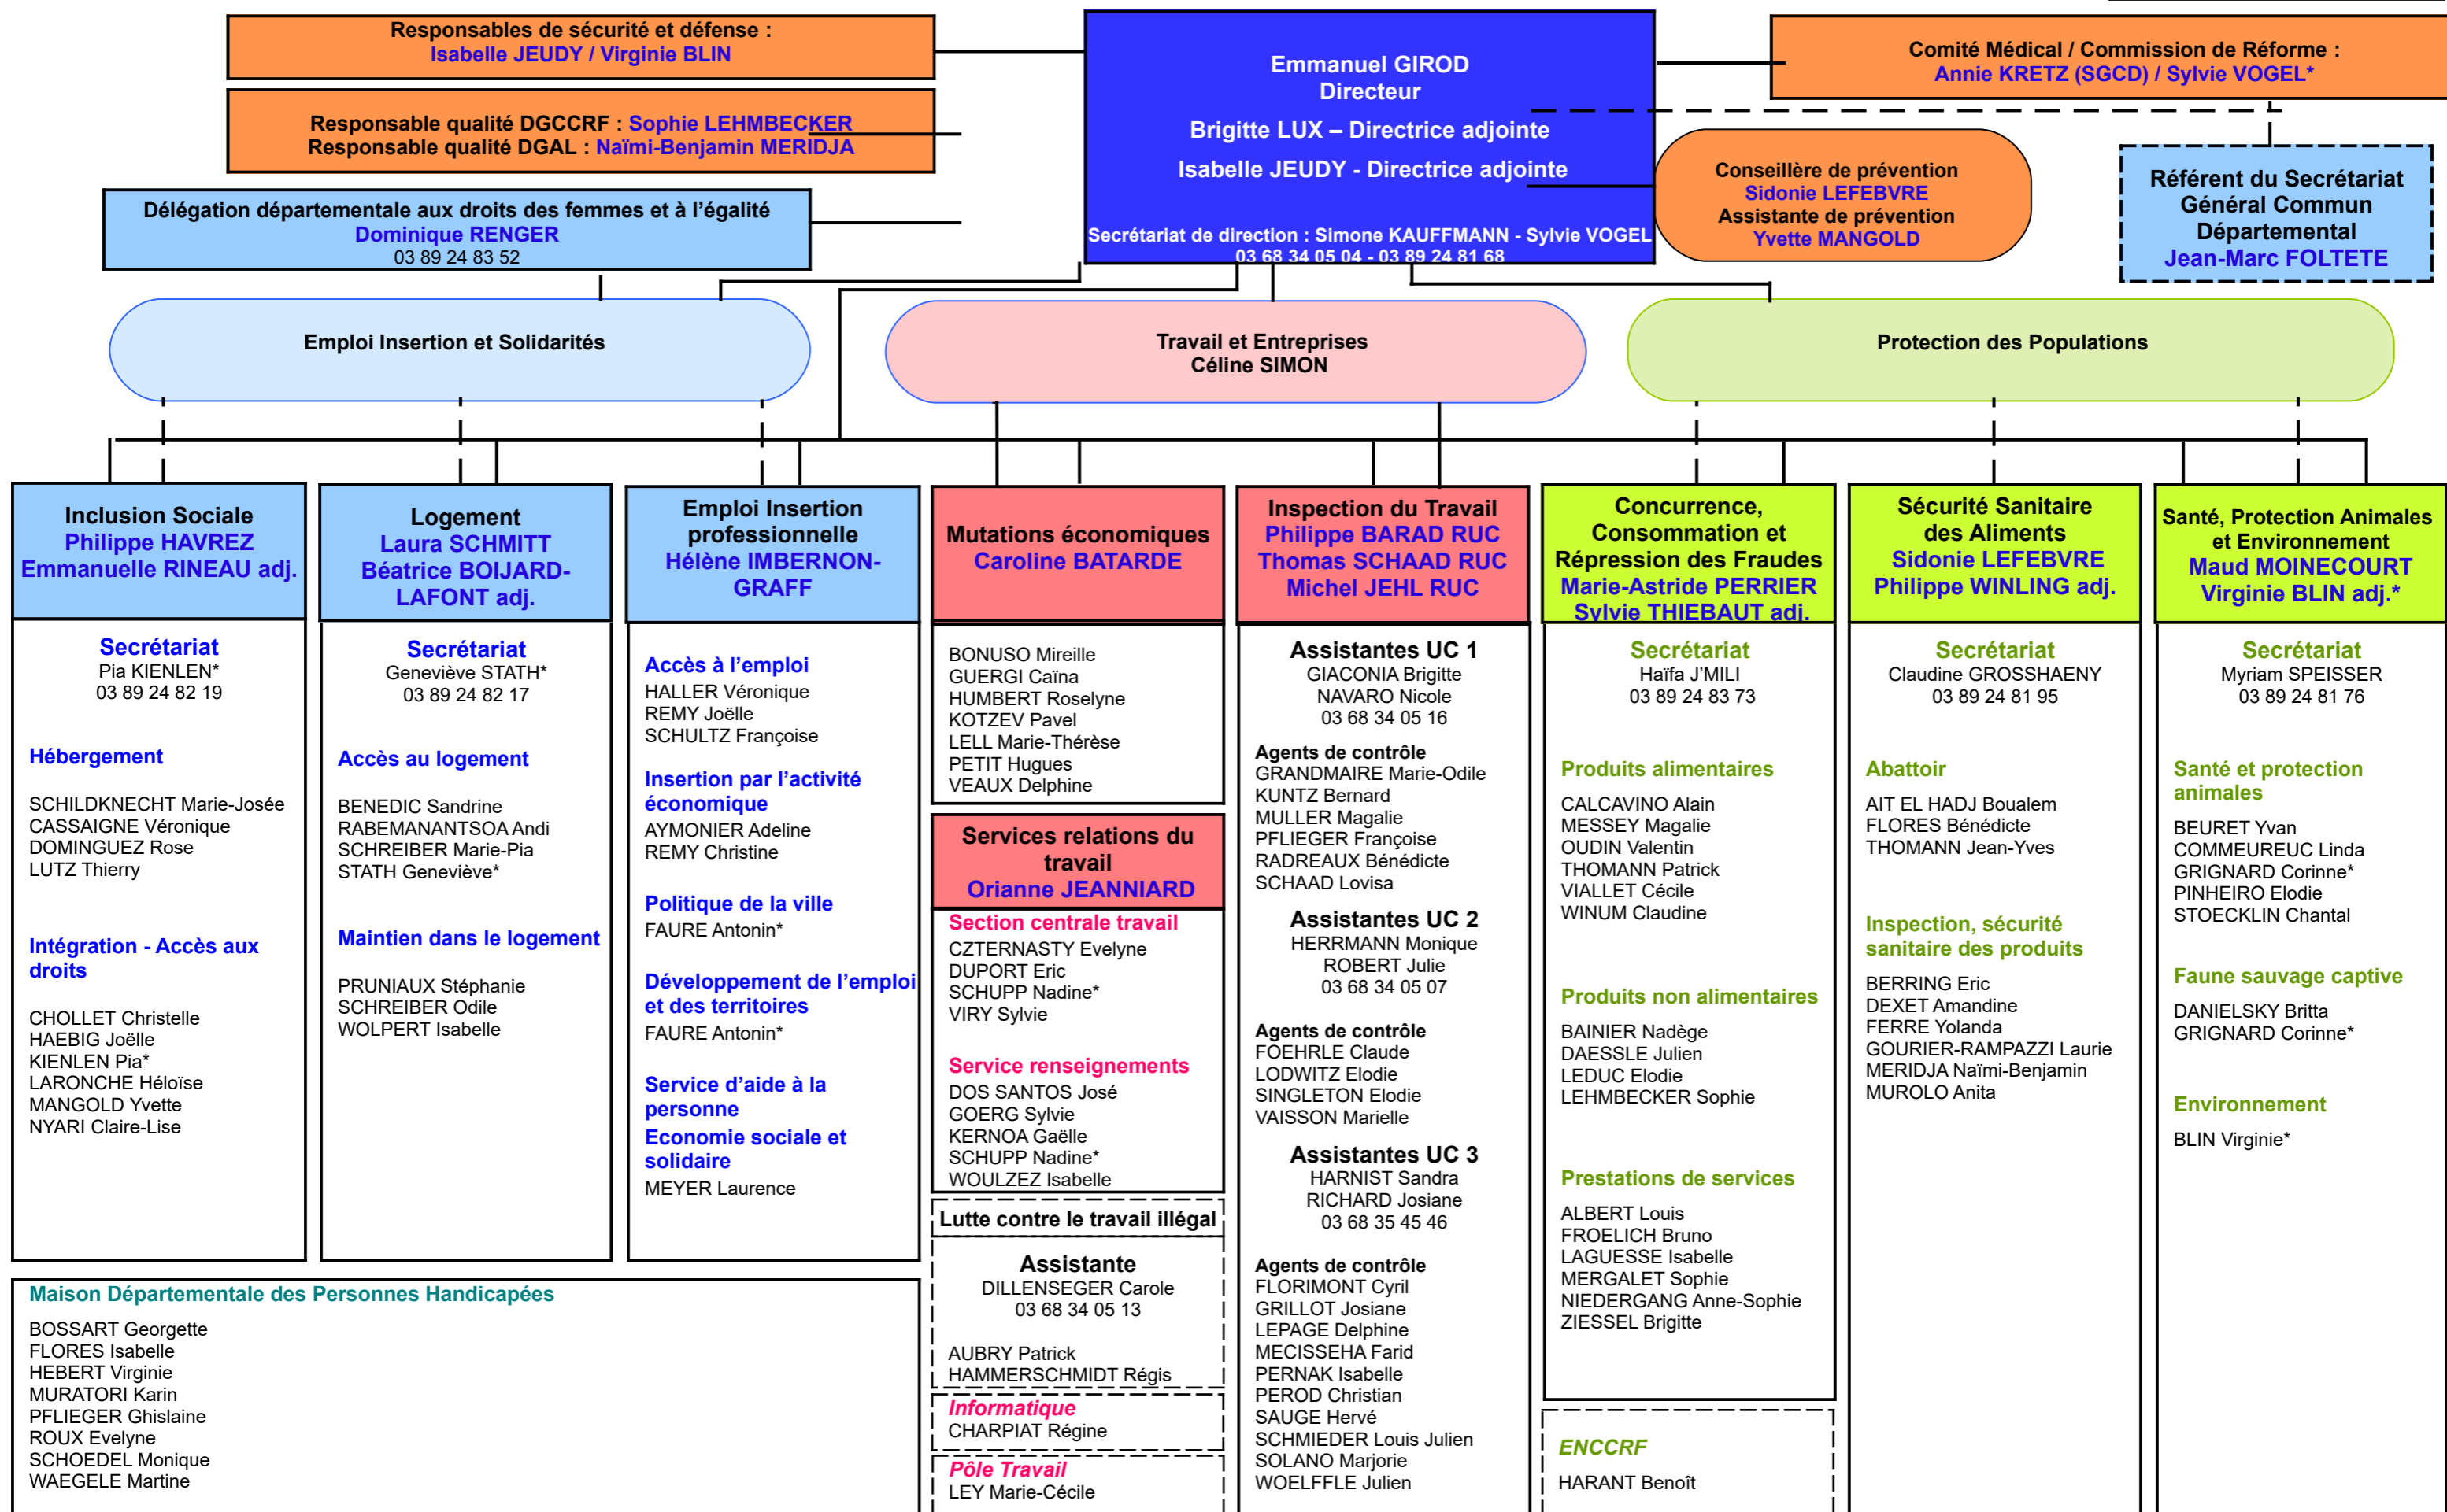 Responsables de sécurité et défense :
Isabelle JEUDY / Virginie BLIN
Responsable qualité DGCCRF : Sophie LEHMBECKER
Responsable qualité DGAL : Naïmi-Benjamin MERIDJA
Délégation départementale aux droits des femmes et à l'égalité
Dominique RENGER
03 89 24 83 52
Emmanuel GIROD
Directeur
Brigitte LUX – Directrice adjointe
Isabelle JEUDY - Directrice adjointe
Secrétariat de direction : Simone KAUFFMANN - Sylvie VOGEL
03 68 34 05 04 - 03 89 24 81 68
Comité Médical / Commission de Réforme :
Annie KRETZ (SGCD) / Sylvie VOGEL*
Conseillère de prévention
Sidonie LEFEBVRE
Assistante de prévention
Yvette MANGOLD
Référent du Secrétariat
Général Commun
Départemental
Jean-Marc FOLTETE
Emploi Insertion et Solidarités
Travail et Entreprises
Céline SIMON
Protection des Populations
Inclusion Sociale
Philippe HAVREZ
Emmanuelle RINEAU adj.
Secrétariat
Pia KIENLEN*
03 89 24 82 19
Hébergement
SCHILDKNECHT Marie-Josée
CASSAIGNE Véronique
DOMINGUEZ Rose
LUTZ Thierry
Intégration - Accès aux
droits
CHOLLET Christelle
HAEBIG Joëlle
KIENLEN Pia*
LARONCHE Héloïse
MANGOLD Yvette
NYARI Claire-Lise
Logement
Laura SCHMITT
Béatrice BOIJARD-
LAFONT adj.
Secrétariat
Geneviève STATH*
03 89 24 82 17
Accès au logement
BENEDIC Sandrine
RABEMANANTSOA Andi
SCHREIBER Marie-Pia
STATH Geneviève*
Maintien dans le logement
PRUNIAUX Stéphanie
SCHREIBER Odile
WOLPERT Isabelle
Emploi Insertion
professionnelle
Hélène IMBERNON-
GRAFF
Accès à l'emploi
HALLER Véronique
REMY Joëlle
SCHULTZ Françoise
Insertion par l'activité
économique
AYMONIER Adeline
REMY Christine
Politique de la ville
FAURE Antonin*
Développement de l'emploi
et des territoires
FAURE Antonin*
Service d'aide à la
personne
Economie sociale et
solidaire
MEYER Laurence
Maison Départementale des Personnes Handicapées
BOSSART Georgette
FLORES Isabelle
HEBERT Virginie
MURATORI Karin
PFLIEGER Ghislaine
ROUX Evelyne
SCHOEDEL Monique
WAEGELE Martine
Mutations économiques
Caroline BATARDE
BONUSO Mireille
GUERGI Caïna
HUMBERT Roselyne
KOTZEV Pavel
LELL Marie-Thérèse
PETIT Hugues
VEAUX Delphine
Services relations du
travail
Orianne JEANNIARD
Section centrale travail
CZTERNASTY Evelyne
DUPORT Eric
SCHUPP Nadine*
VIRY Sylvie
Service renseignements
DOS SANTOS José
GOERG Sylvie
KERNOA Gaëlle
SCHUPP Nadine*
WOULZEZ Isabelle
Lutte contre le travail illégal
Assistante
DILLENSEGER Carole
03 68 34 05 13
AUBRY Patrick
HAMMERSCHMIDT Régis
Informatique
CHARPIAT Régine
Pôle Travail
LEY Marie-Cécile
Inspection du Travail
Philippe BARAD RUC
Thomas SCHAAD RUC
Michel JEHL RUC
Assistantes UC 1
GIACONIA Brigitte
NAVARO Nicole
03 68 34 05 16
Agents de contrôle
GRANDMAIRE Marie-Odile
KUNTZ Bernard
MULLER Magalie
PFLIEGER Françoise
RADREAUX Bénédicte
SCHAAD Lovisa
Assistantes UC 2
HERRMANN Monique
ROBERT Julie
03 68 34 05 07
Agents de contrôle
FOEHRLE Claude
LODWITZ Elodie
SINGLETON Elodie
VAISSON Marielle
Assistantes UC 3
HARNIST Sandra
RICHARD Josiane
03 68 35 45 46
Agents de contrôle
FLORIMONT Cyril
GRILLOT Josiane
LEPAGE Delphine
MECISSEHA Farid
PERNAK Isabelle
PEROD Christian
SAUGE Hervé
SCHMIEDER Louis Julien
SOLANO Marjorie
WOELFFLE Julien
Concurrence,
Consommation et
Répression des Fraudes
Marie-Astride PERRIER
Sylvie THIEBAUT adj.
Secrétariat
Haïfa J'MILI
03 89 24 83 73
Produits alimentaires
CALCAVINO Alain
MESSEY Magalie
OUDIN Valentin
THOMANN Patrick
VIALLET Cécile
WINUM Claudine
Produits non alimentaires
BAINIER Nadège
DAESSLE Julien
LEDUC Elodie
LEHMBECKER Sophie
Prestations de services
ALBERT Louis
FROELICH Bruno
LAGUESSE Isabelle
MERGALET Sophie
NIEDERGANG Anne-Sophie
ZIESSEL Brigitte
ENCCRF
HARANT Benoît
Sécurité Sanitaire
des Aliments
Sidonie LEFEBVRE
Philippe WINLING adj.
Secrétariat
Claudine GROSSHAENY
03 89 24 81 95
Abattoir
AIT EL HADJ Boualem
FLORES Bénédicte
THOMANN Jean-Yves
Inspection, sécurité
sanitaire des produits
BERRING Eric
DEXET Amandine
FERRE Yolanda
GOURIER-RAMPAZZI Laurie
MERIDJA Naïmi-Benjamin
MUROLO Anita
Santé, Protection Animales
et Environnement
Maud MOINECOURT
Virginie BLIN adj.*
Secrétariat
Myriam SPEISSER
03 89 24 81 76
Santé et protection
animales
BEURET Yvan
COMMEUREUC Linda
GRIGNARD Corinne*
PINHEIRO Elodie
STOECKLIN Chantal
Faune sauvage captive
DANIELSKY Britta
GRIGNARD Corinne*
Environnement
BLIN Virginie*